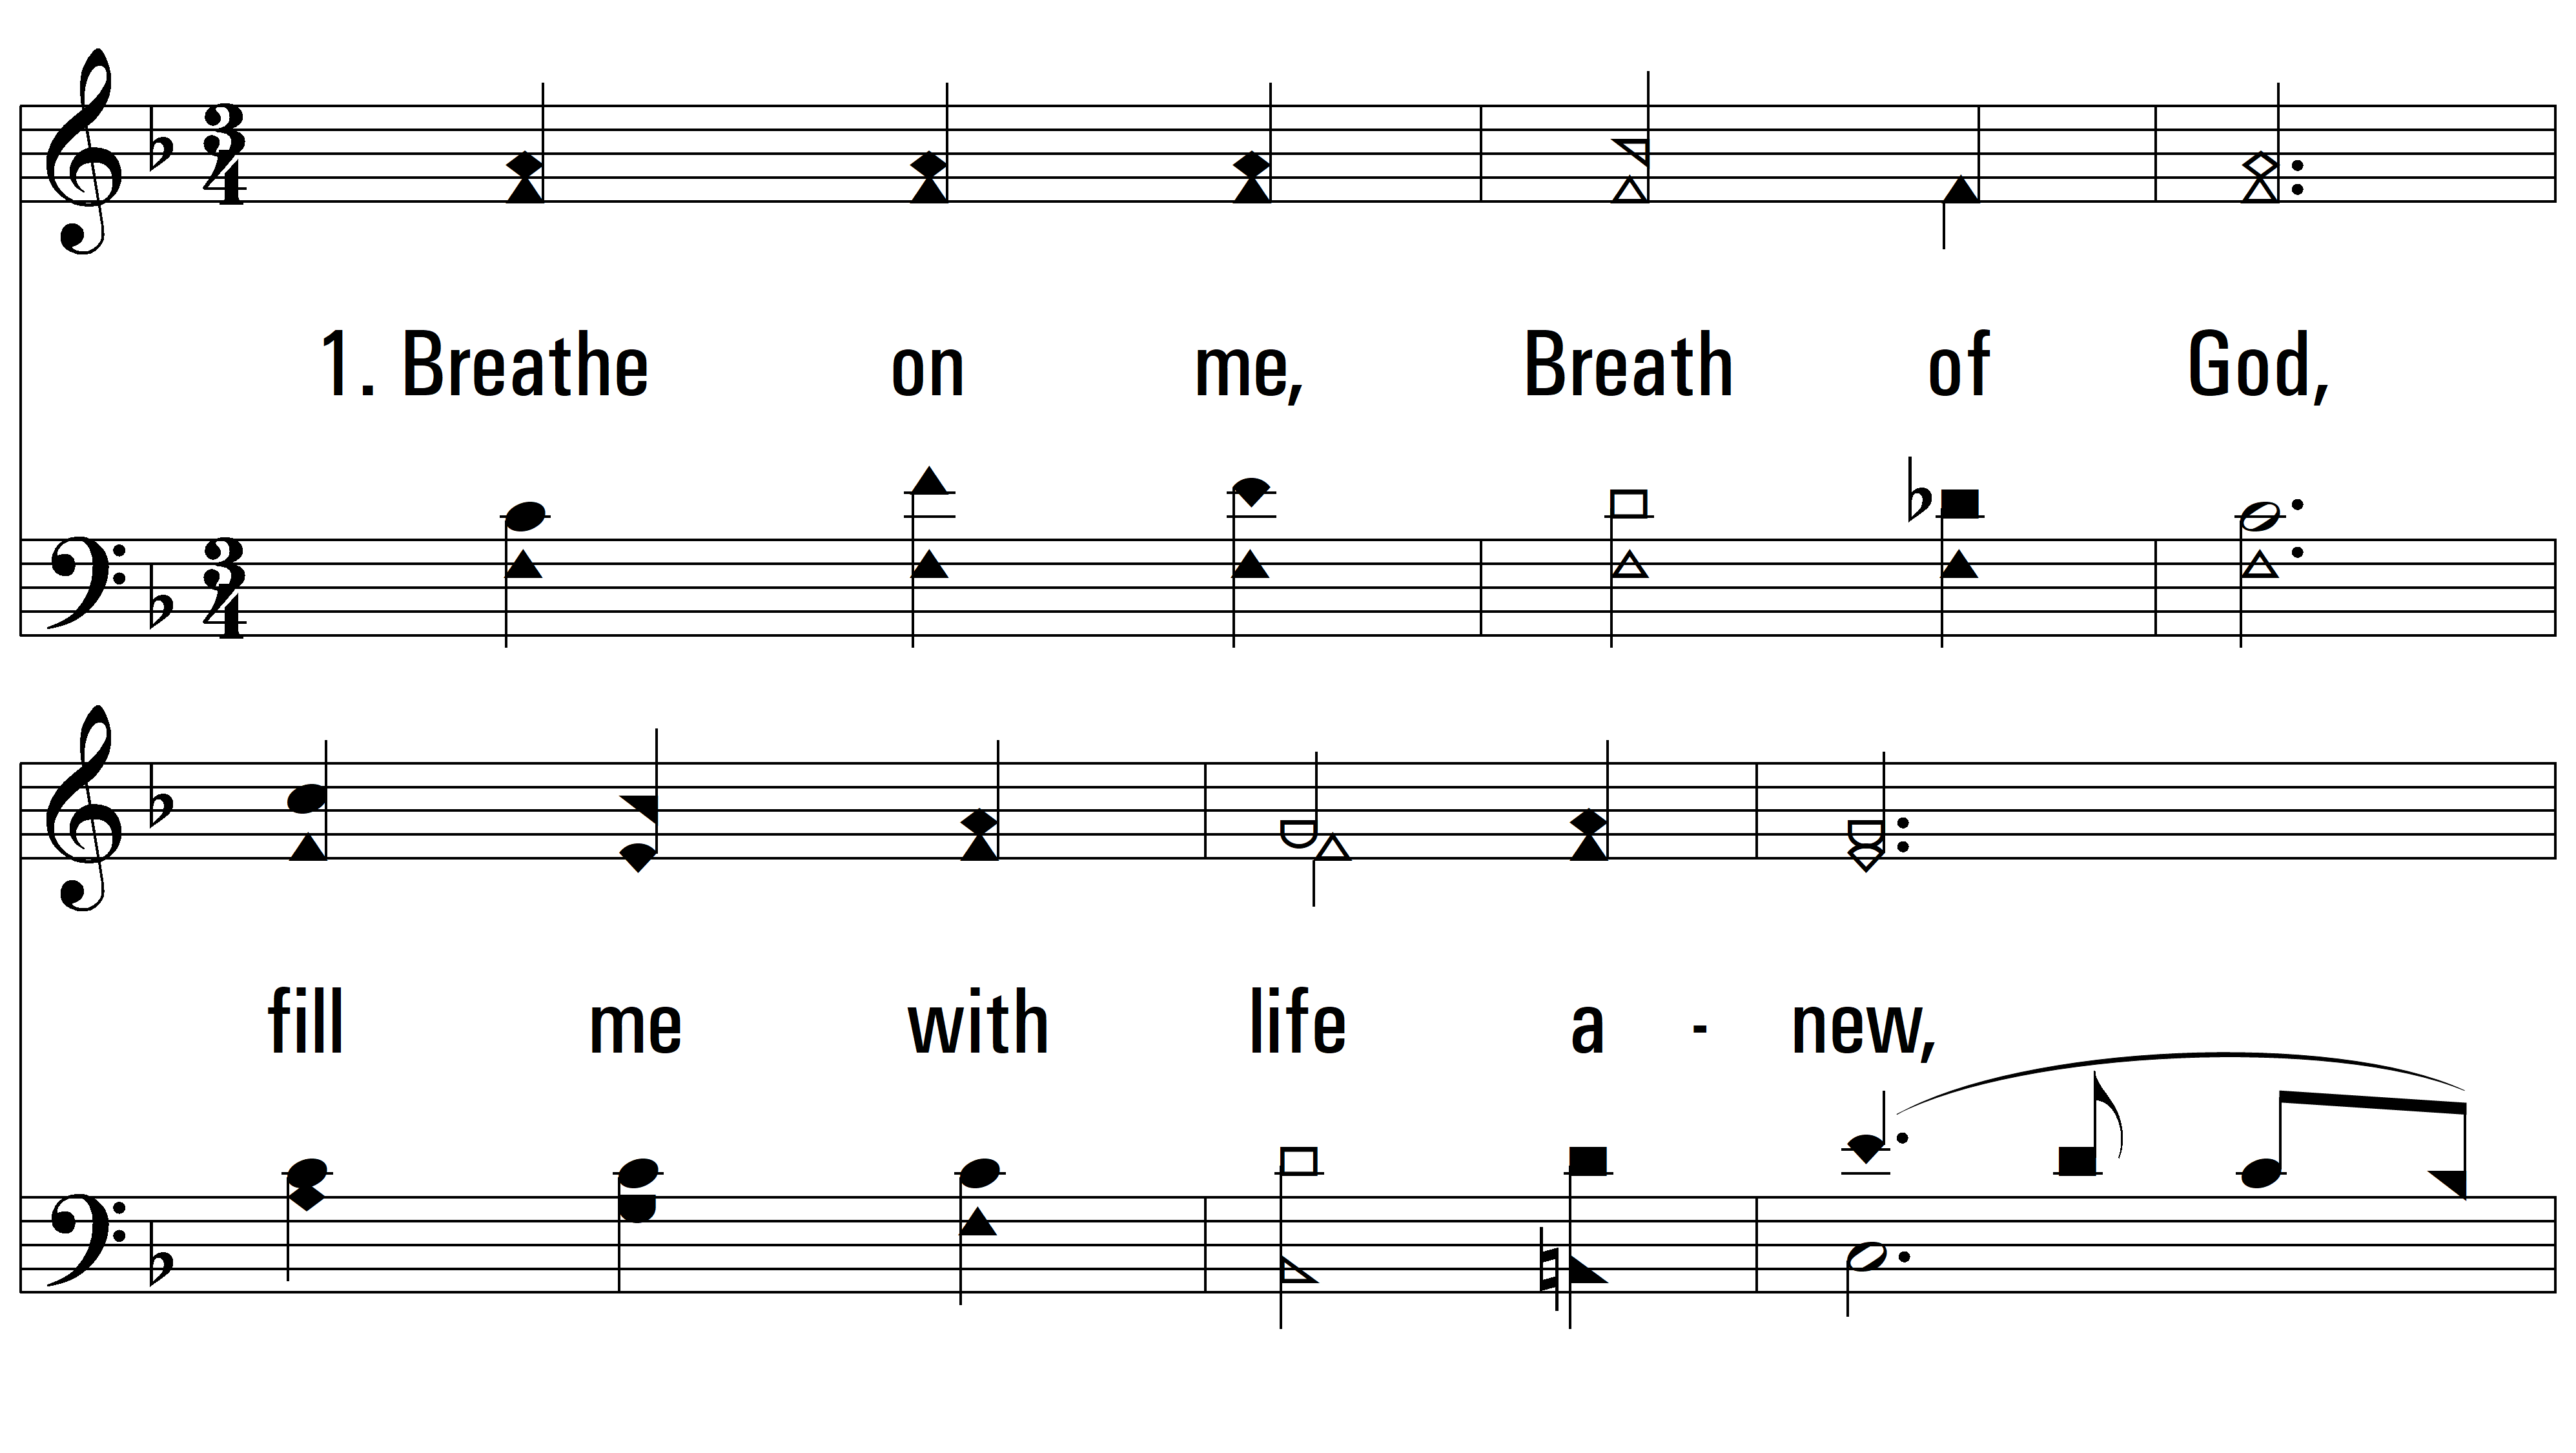 1. Breathe on me, Breath of God,
fill me with life a - new,